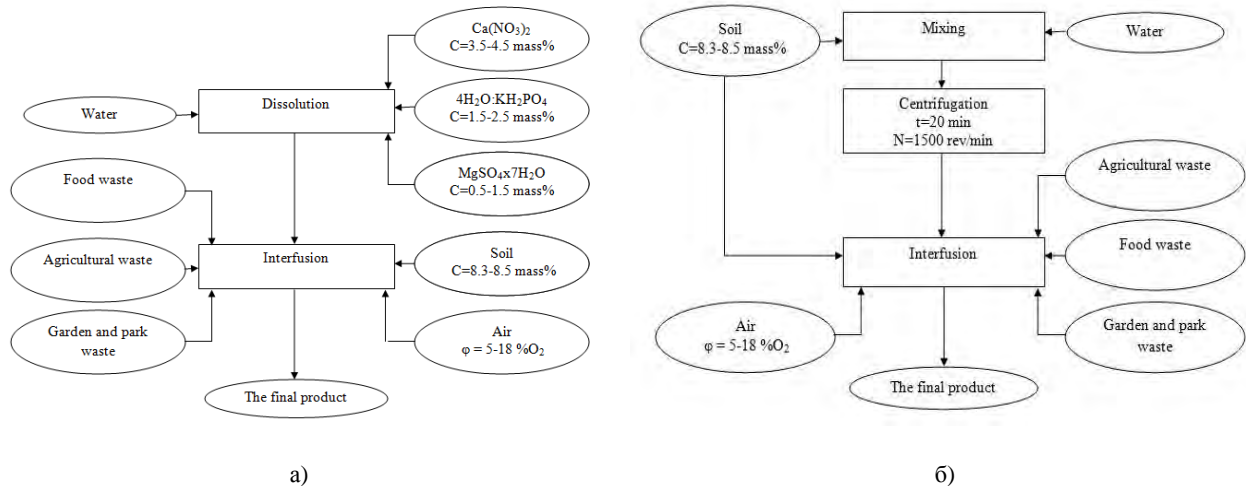 Ca(NO3)2
C=3.5-4.5 mass%
Water
Dissolution
4H2O:KH2PO4
C=1.5-2.5 mass%
MgSO4x7H2O
C=0.5-1.5 mass%
Food waste
Agricultural waste
Interfusion
Soil
C=8.3-8.5 mass%
Garden and park
waste
Air
φ = 5-18 %O2
The final product
а)
Soil
C=8.3-8.5 mass%
Mixing
Water
Centrifugation
t=20 min
N=1500 rev/min
Agricultural waste
Interfusion
Food waste
Air
φ = 5-18 %O2
Garden and park
waste
The final product
б)